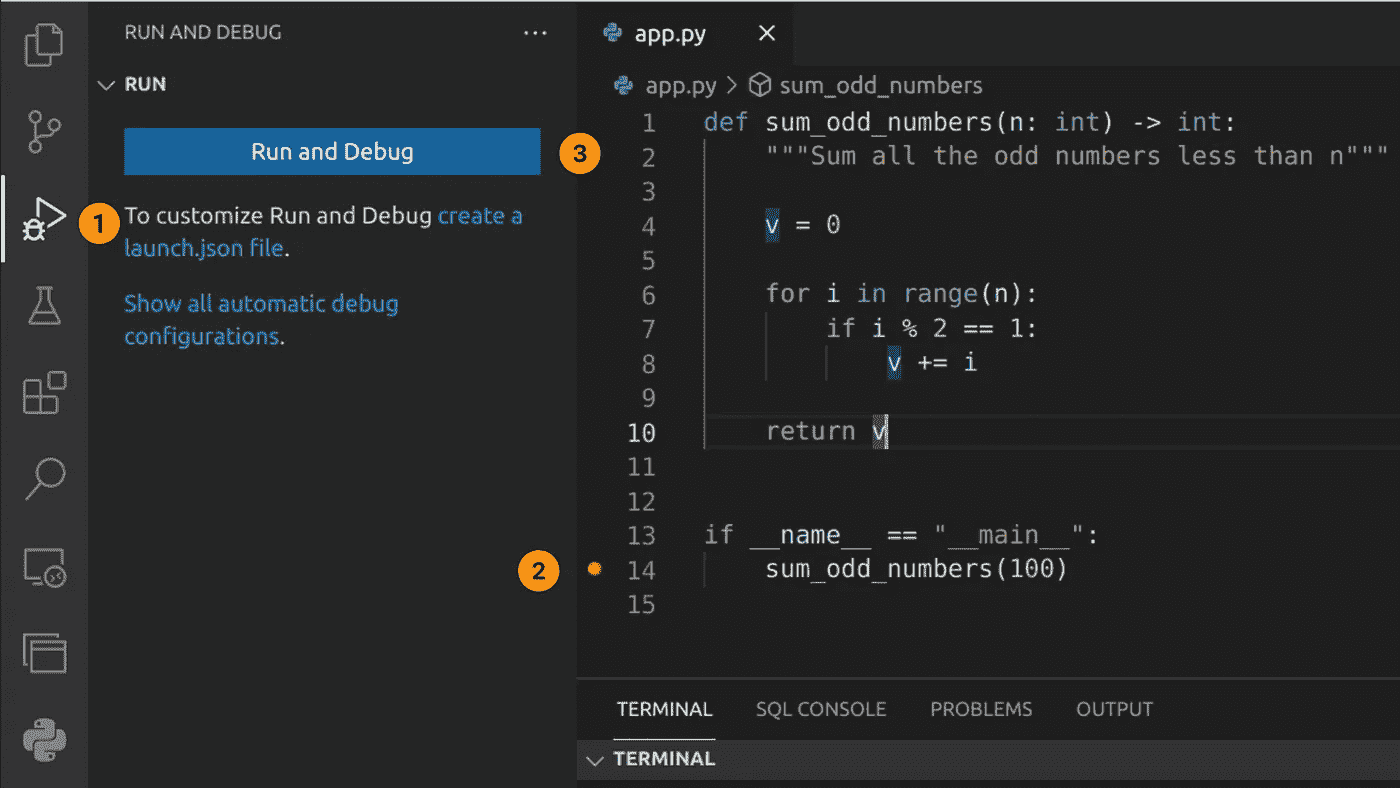 RUN AND DEBUG ...
RUN
Run and Debug
3
1
To customize Run and Debug create a
launch.json file.
Show all automatic debug
configurations.
2
app.py
app.py > sum_odd_numbers
1 def sum_odd_numbers(n: int) -> int:
2 """Sum all the odd numbers less than n"""
3
4 v = 0
5
6 for i in range(n):
7 if i % 2 == 1:
8 v += i
9
10 return v
11
12
13 if __name__ == "__main__":
14 sum_odd_numbers(100)
15
TERMINAL SQL CONSOLE PROBLEMS OUTPUT
TERMINAL